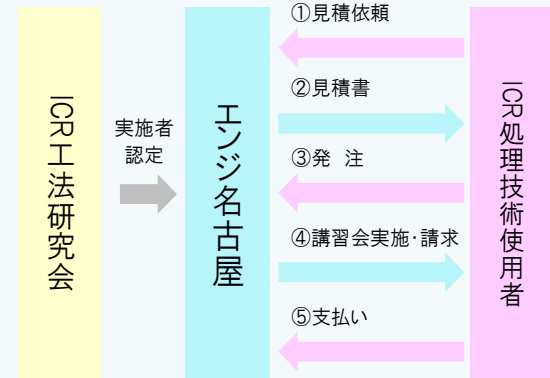 ICR工法研究会
実施者
認定
エンジ名古屋
①見積依頼
②見積書
③発 注
④講習会実施・請求
⑤支払い
ICR処理技術使用者